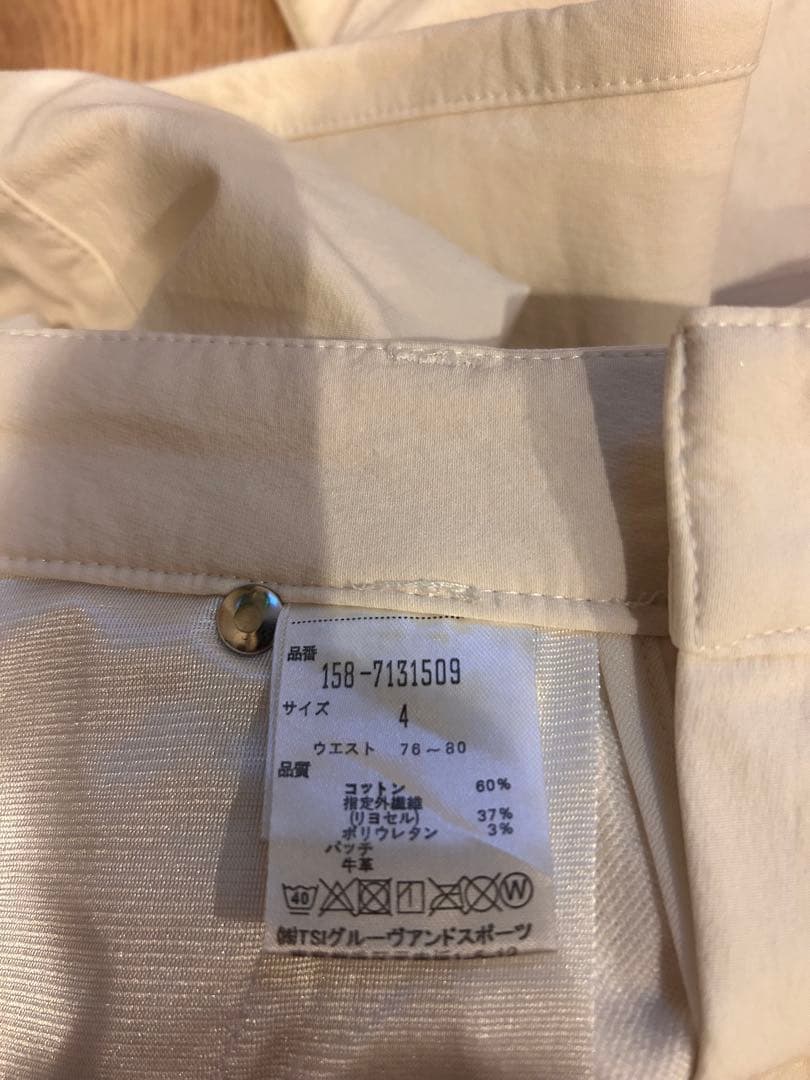 品番
158-7131509
サイズ 4
ウエスト 76～80
品質
コットン 60%
指定外繊維
(リヨセル) 37%
ポリウレタン 3%
パッチ
牛革
40 W
㈱TSIグルーヴアンドスポーツ